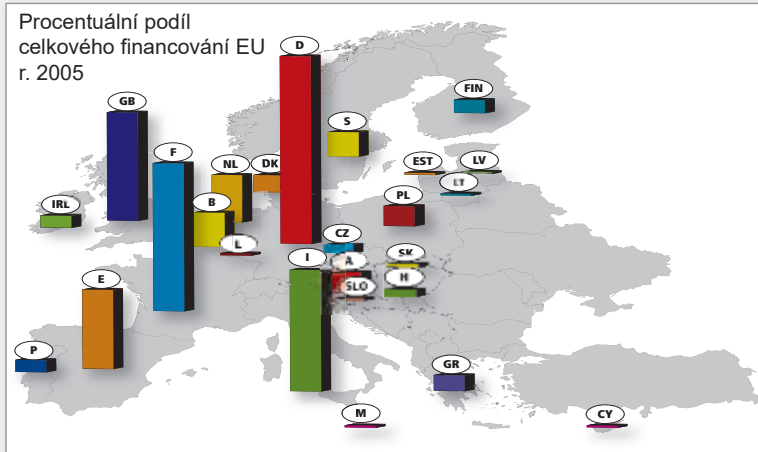 Procentuální podíl
celkového financování EU
r. 2005
D
FIN
GB
S
F
NL
DK
EST
LV
LT
IRL
B
PL
L
CZ
I
A
SK
E
SLO
H
P
GR
M
CY